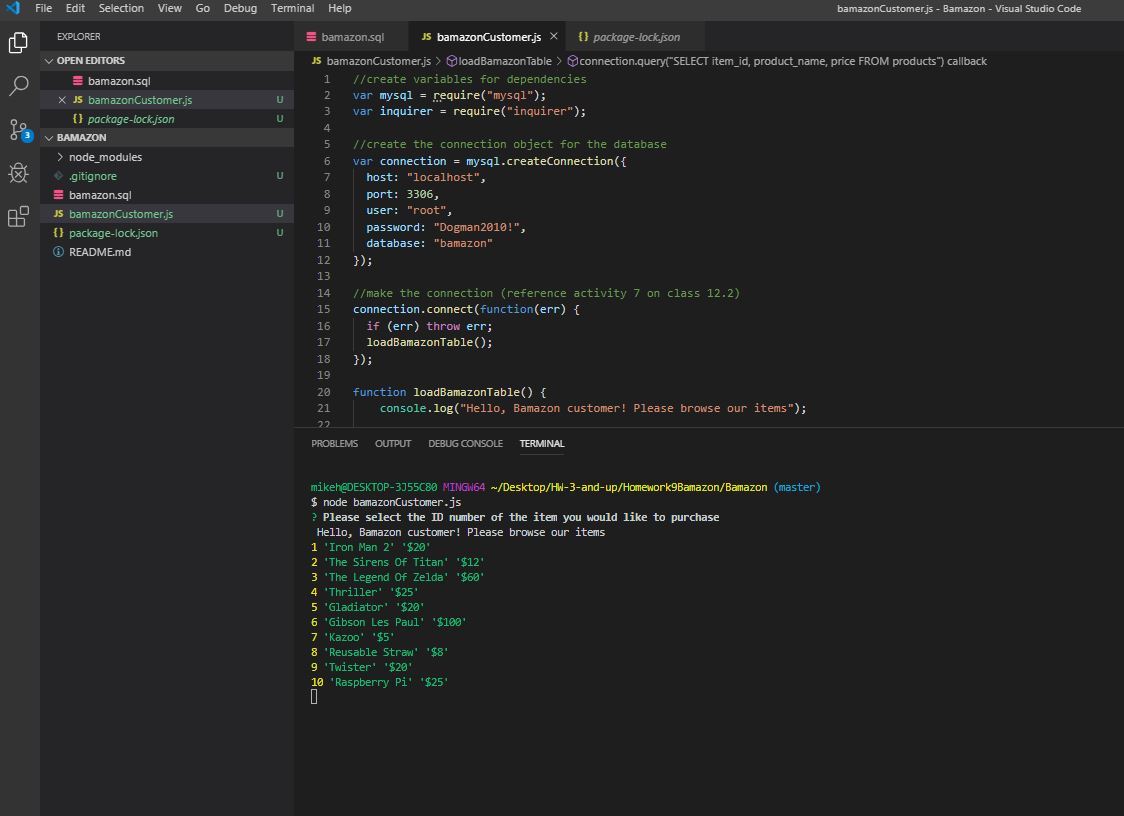 File Edit Selection View Go Debug Terminal Help bamazonCustomer.js - Bamazon - Visual Studio Code
EXPLORER
OPEN EDITORS
bamazon.sql
JS bamazonCustomer.js U
{} package-lock.json U
3
BAMAZON
node_modules
.gitignore U
bamazon.sql
JS bamazonCustomer.js U
{} package-lock.json U
README.md
bamazon.sql JS bamazonCustomer.js {} package-lock.json
JS bamazonCustomer.js > loadBamazonTable > connection.query("SELECT item_id, product_name, price FROM products") callback
1 //create variables for dependencies
2 var mysql = require("mysql");
3 var inquirer = require("inquirer");
4
5 //create the connection object for the database
6 var connection = mysql.createConnection({
7 host: "localhost",
8 port: 3306,
9 user: "root",
10 password: "Dogman2010!",
11 database: "bamazon"
12 });
13
14 //make the connection (reference activity 7 on class 12.2)
15 connection.connect(function(err) {
16 if (err) throw err;
17 loadBamazonTable();
18 });
19
20 function loadBamazonTable() {
21 console.log("Hello, Bamazon customer! Please browse our items");
22
PROBLEMS OUTPUT DEBUG CONSOLE TERMINAL
mikeh@DESKTOP-3J55C80 MINGW64 ~/Desktop/HW-3-and-up/Homework9Bamazon/Bamazon (master)
$ node bamazonCustomer.js
? Please select the ID number of the item you would like to purchase
Hello, Bamazon customer! Please browse our items
1 'Iron Man 2' '$20'
2 'The Sirens Of Titan' '$12'
3 'The Legend Of Zelda' '$60'
4 'Thriller' '$25'
5 'Gladiator' '$20'
6 'Gibson Les Paul' '$100'
7 'Kazoo' '$5'
8 'Reusable Straw' '$8'
9 'Twister' '$20'
10 'Raspberry Pi' '$25'